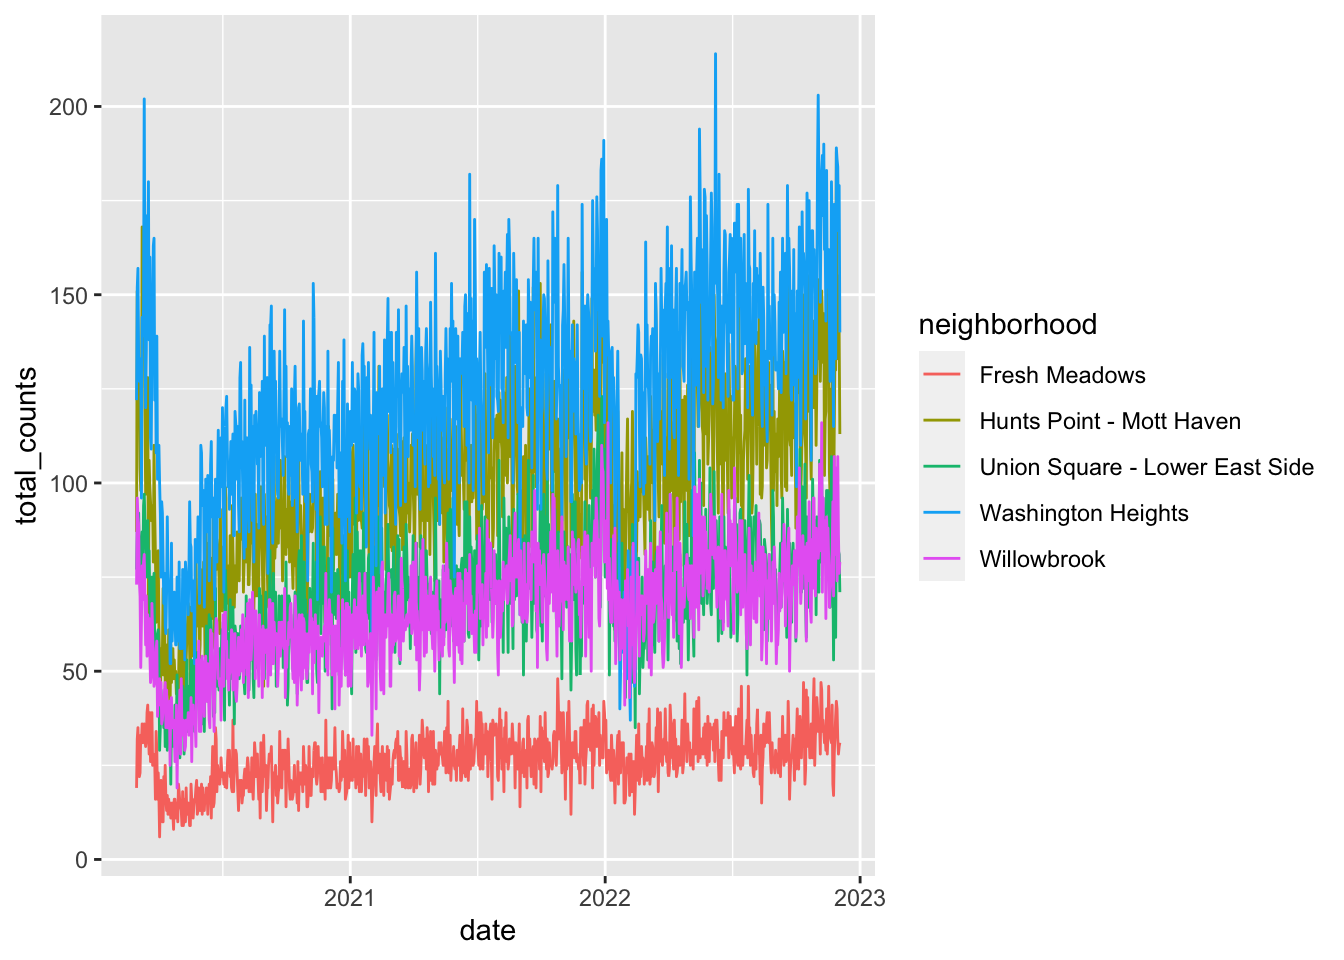 total_counts
200
150
100
50
0
2021
2022
2023
date
neighborhood
Fresh Meadows
Hunts Point - Mott Haven
Union Square - Lower East Side
Washington Heights
Willowbrook